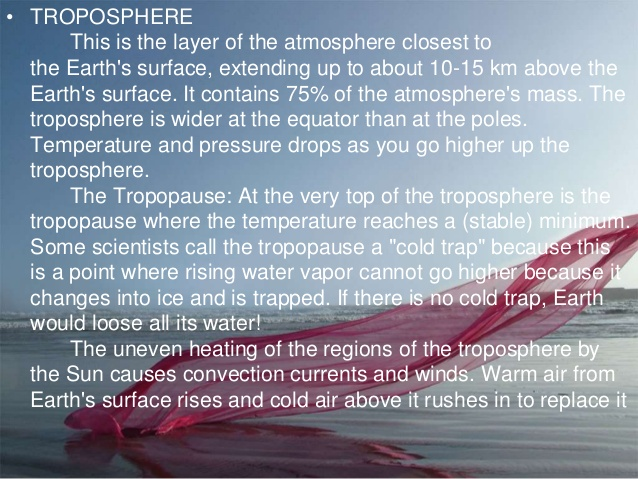 • TROPOSPHERE
This is the layer of the atmosphere closest to
the Earth's surface, extending up to about 10-15 km above the
Earth's surface. It contains 75% of the atmosphere's mass. The
troposphere is wider at the equator than at the poles.
Temperature and pressure drops as you go higher up the
troposphere.
The Tropopause: At the very top of the troposphere is the
tropopause where the temperature reaches a (stable) minimum.
Some scientists call the tropopause a "cold trap" because this
is a point where rising water vapor cannot go higher because it
changes into ice and is trapped. If there is no cold trap, Earth
would loose all its water!
The uneven heating of the regions of the troposphere by
the Sun causes convection currents and winds. Warm air from
Earth's surface rises and cold air above it rushes in to replace it